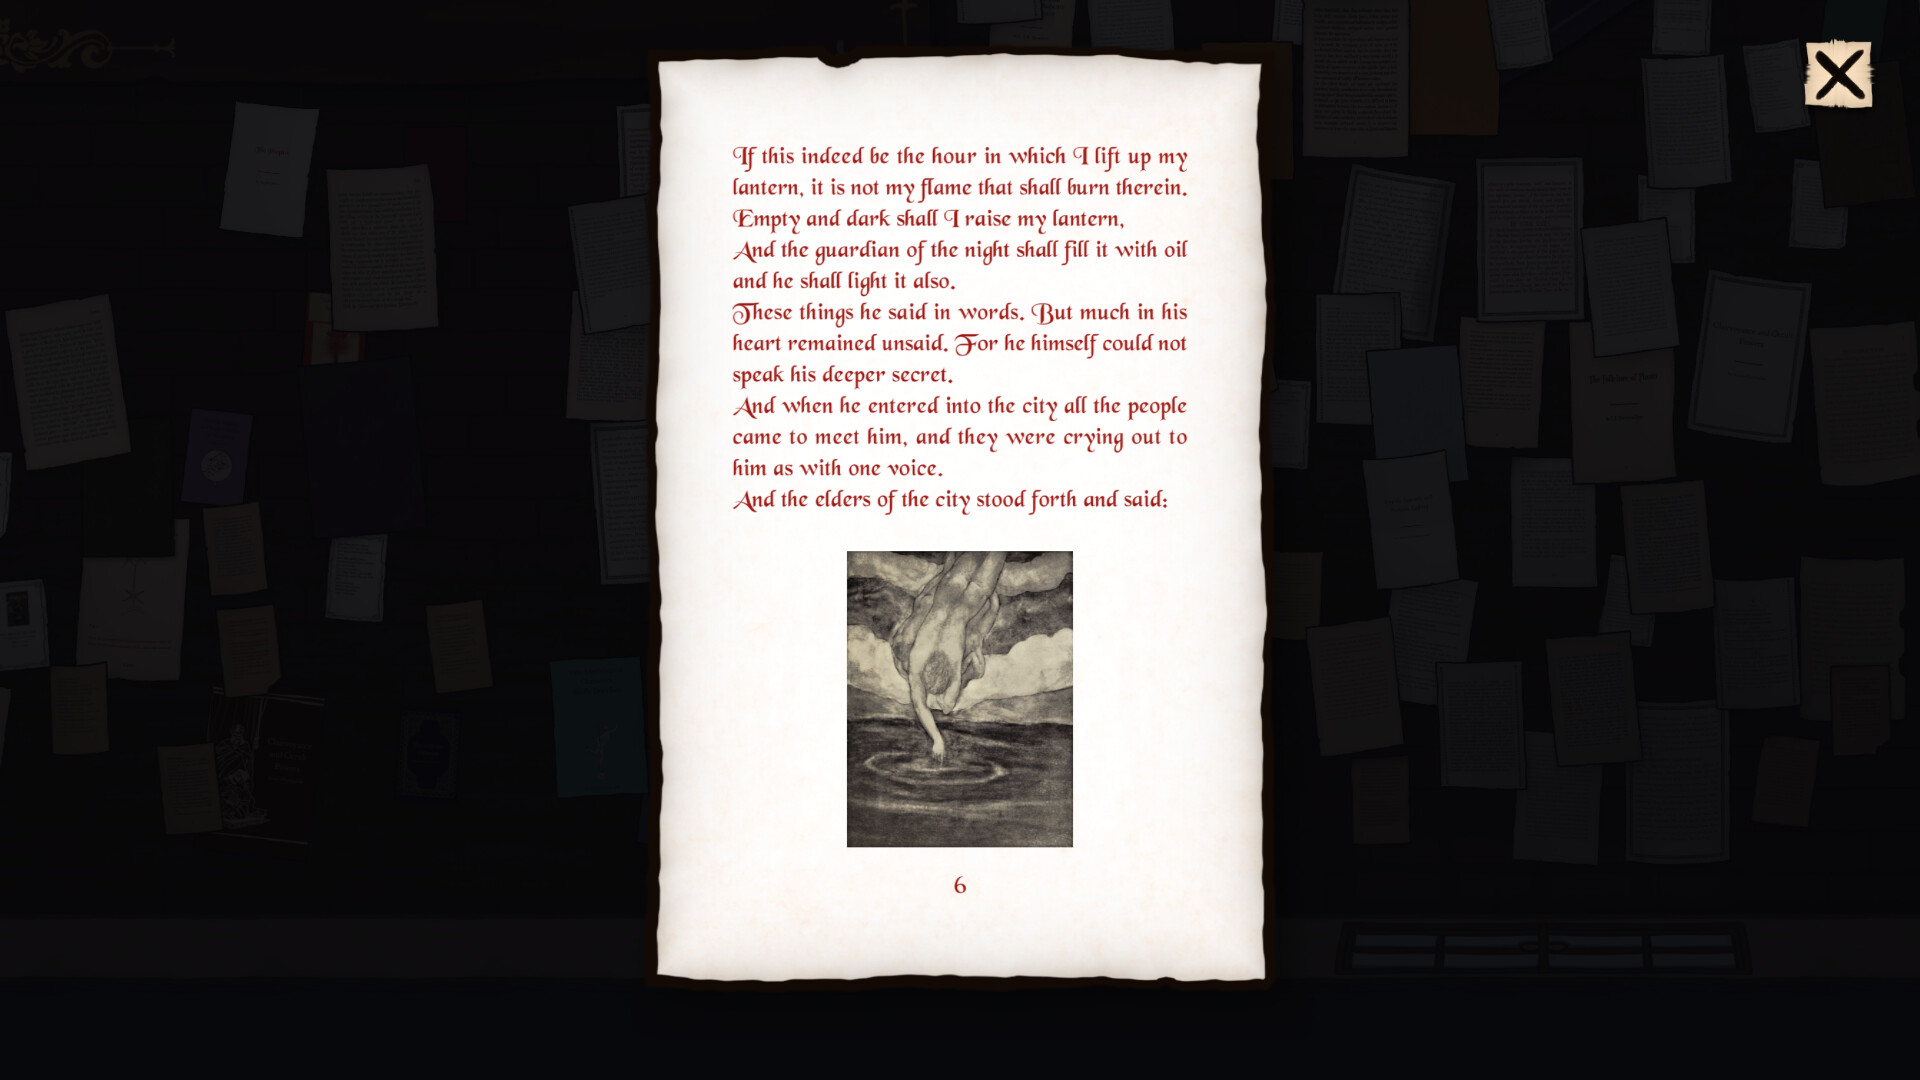 If this indeed be the hour in which I lift up my
lantern, it is not my flame that shall burn therein.
Empty and dark shall I raise my lantern,
And the guardian of the night shall fill it with oil
and he shall light it also.
These things he said in words. But much in his
heart remained unsaid. For he himself could not
speak his deeper secret.
And when he entered into the city all the people
came to meet him, and they were crying out to
him as with one voice.
And the elders of the city stood forth and said:
6